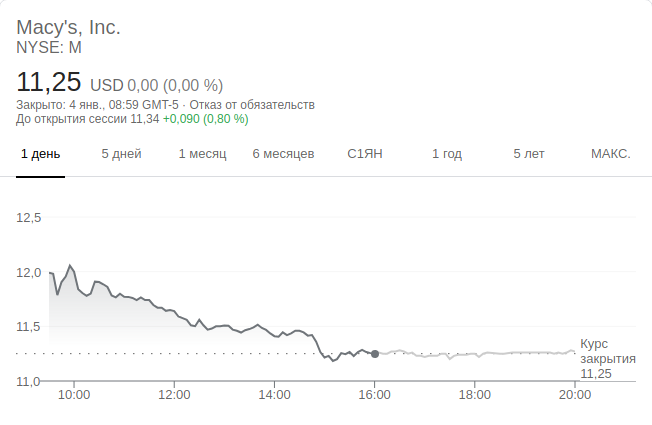 Macy's, Inc.
NYSE: M
11,25 USD 0,00 (0,00 %)
Закрыто: 4 янв., 08:59 GMT-5 · Отказ от обязательств
До открытия сессии 11,34 +0,090 (0,80 %)
1 день 5 дней 1 месяц 6 месяцев С1ЯН 1 год 5 лет МАКС.
12,5
12,0
11,5
Курс
закрытия
11,25
11,0
10:00 12:00 14:00 16:00 18:00 20:00